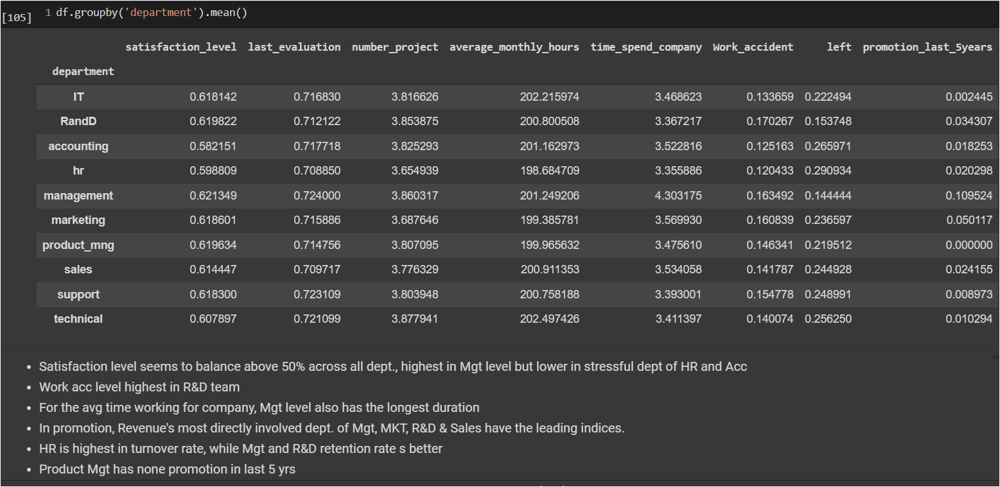 [105] 1 df.groupby('department').mean()
satisfaction_level last_evaluation number_project average_monthly_hours time_spend_company Work_accident left promotion_last_5years
department
IT 0.618142 0.716830 3.816626 202.215974 3.468623 0.133659 0.222494 0.002445
RandD 0.619822 0.712122 3.853875 200.800508 3.367217 0.170267 0.153748 0.034307
accounting 0.582151 0.717718 3.825293 201.162973 3.522816 0.125163 0.265971 0.018253
hr 0.598809 0.708850 3.654939 198.684709 3.355886 0.120433 0.290934 0.020298
management 0.621349 0.724000 3.860317 201.249206 4.303175 0.163492 0.144444 0.109524
marketing 0.618601 0.715886 3.687646 199.385781 3.569930 0.160839 0.236597 0.050117
product_mng 0.619634 0.714756 3.807095 199.965632 3.475610 0.146341 0.219512 0.000000
sales 0.614447 0.709717 3.776329 200.911353 3.534058 0.141787 0.244928 0.024155
support 0.618300 0.723109 3.803948 200.758188 3.393001 0.154778 0.248991 0.008973
technical 0.607897 0.721099 3.877941 202.497426 3.411397 0.140074 0.256250 0.010294
• Satisfaction level seems to balance above 50% across all dept., highest in Mgt level but lower in stressful dept of HR and Acc
• Work acc level highest in R&D team
• For the avg time working for company, Mgt level also has the longest duration
• In promotion, Revenue's most directly involved dept. of Mgt, MKT, R&D & Sales have the leading indices.
• HR is highest in turnover rate, while Mgt and R&D retention rate s better
• Product Mgt has none promotion in last 5 yrs